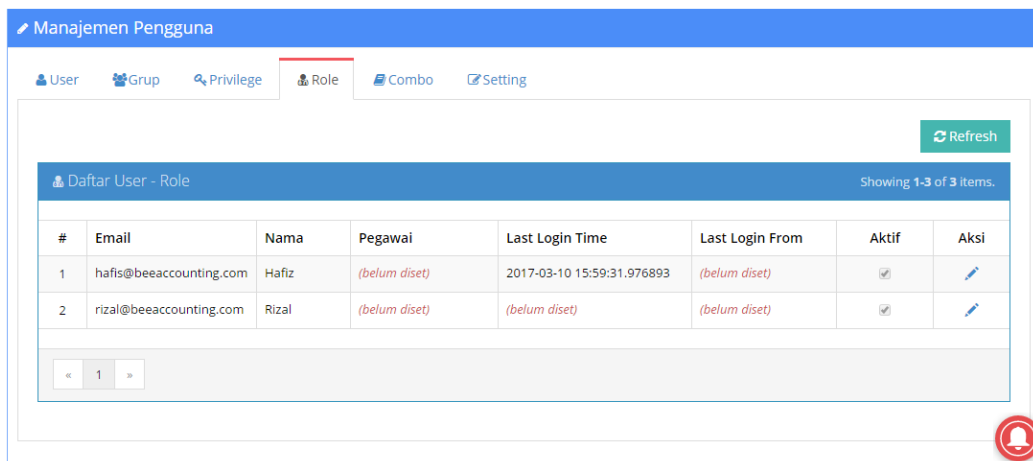 Manajemen Pengguna
User Grup Privilege Role Combo Setting
Refresh
Daftar User - Role Showing 1-3 of 3 items.
# Email Nama Pegawai Last Login Time Last Login From Aktif Aksi
1 hafis@beeaccounting.com Hafiz (belum diset) 2017-03-10 15:59:31.976893 (belum diset)
2 rizal@beeaccounting.com Rizal (belum diset) (belum diset) (belum diset)
« 1 »